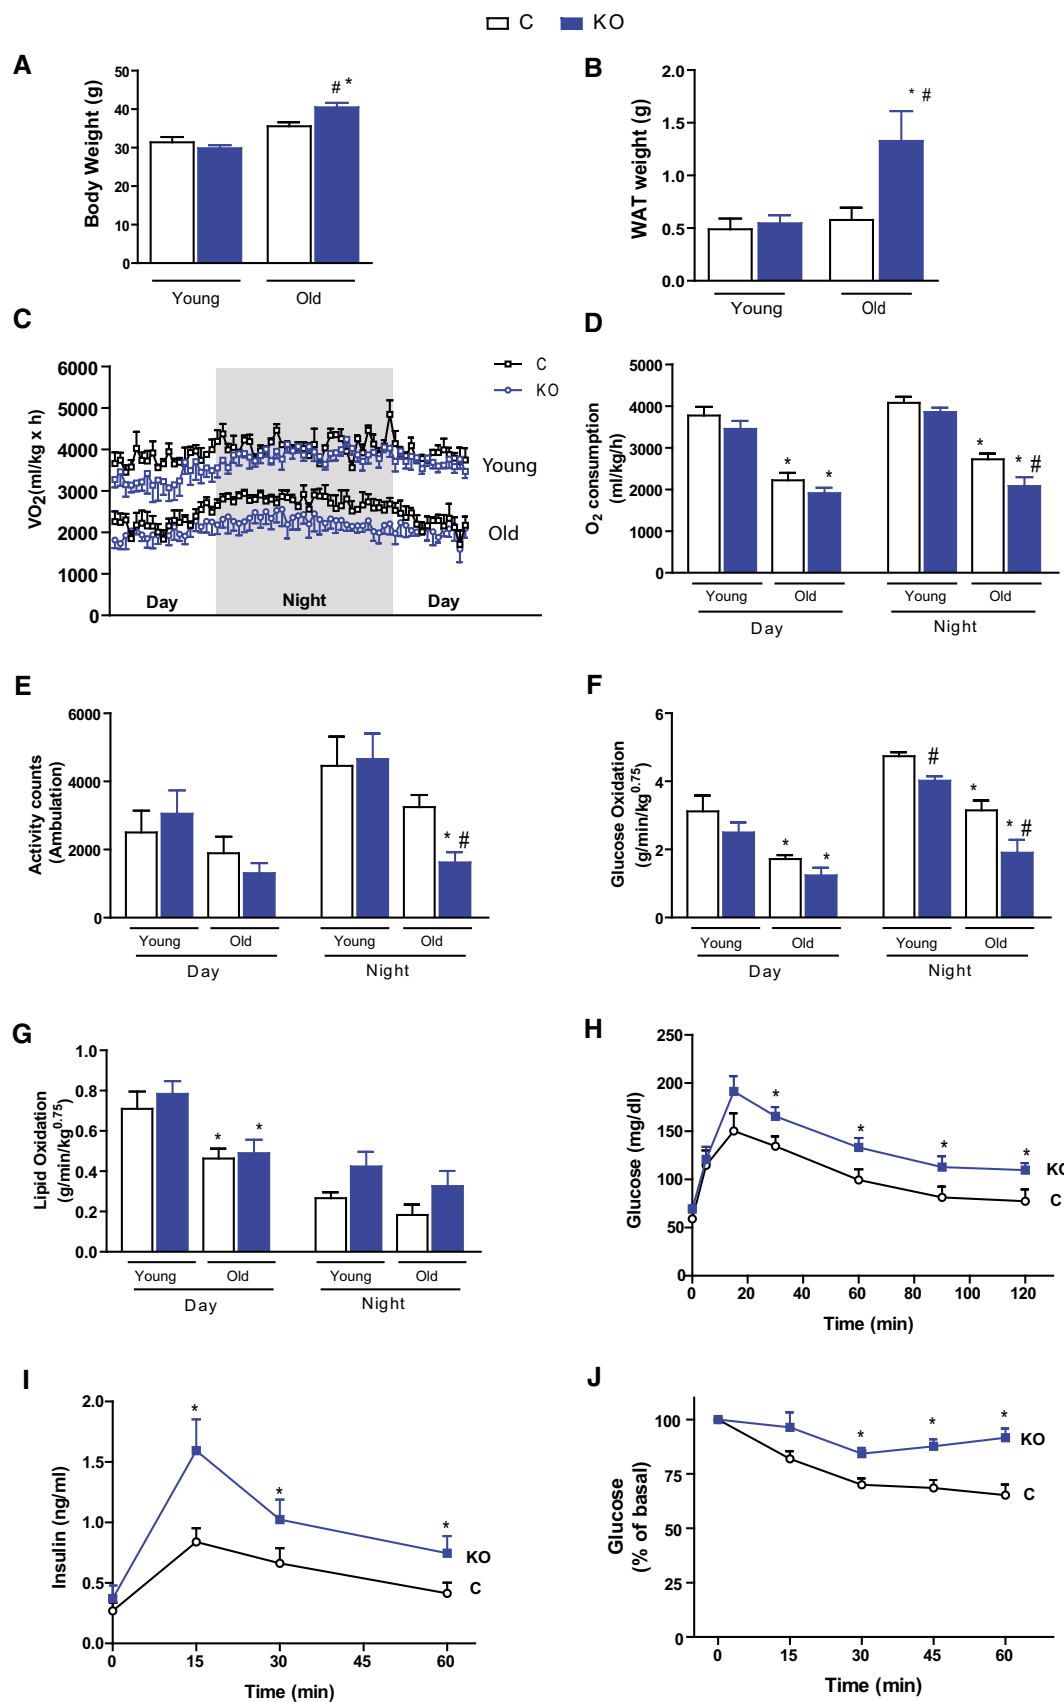 C KO
A
Body Weight (g)
50
40
30
20
10
0
# *
Young Old
B
WAT weight (g)
2.0
1.5
1.0
0.5
0.0
* #
Young Old
C
VO2(ml/kg x h)
6000
5000
4000
3000
2000
1000
0
C
KO
Young
Old
Day Night Day
D
O2 consumption
(ml/kg/h)
5000
4000
3000
2000
1000
0
* * * * #
Young Old Young Old
Day Night
E
Activity counts
(Ambulation)
6000
4000
2000
0
* #
Young Old Young Old
Day Night
F
Glucose Oxidation
(g/min/kg0.75)
6
4
2
0
* * # * * #
Young Old Young Old
Day Night
G
Lipid Oxidation
(g/min/kg0.75)
1.0
0.8
0.6
0.4
0.2
0.0
* *
Young Old Young Old
Day Night
H
Glucose (mg/dl)
250
200
150
100
50
0
* * * *
KO
C
0 20 40 60 80 100 120
Time (min)
I
Insulin (ng/ml)
2.0
1.5
1.0
0.5
0.0
* * *
KO
C
0 15 30 45 60
Time (min)
J
Glucose
(% of basal)
100
75
50
25
0
* * *
KO
C
0 15 30 45 60
Time (min)